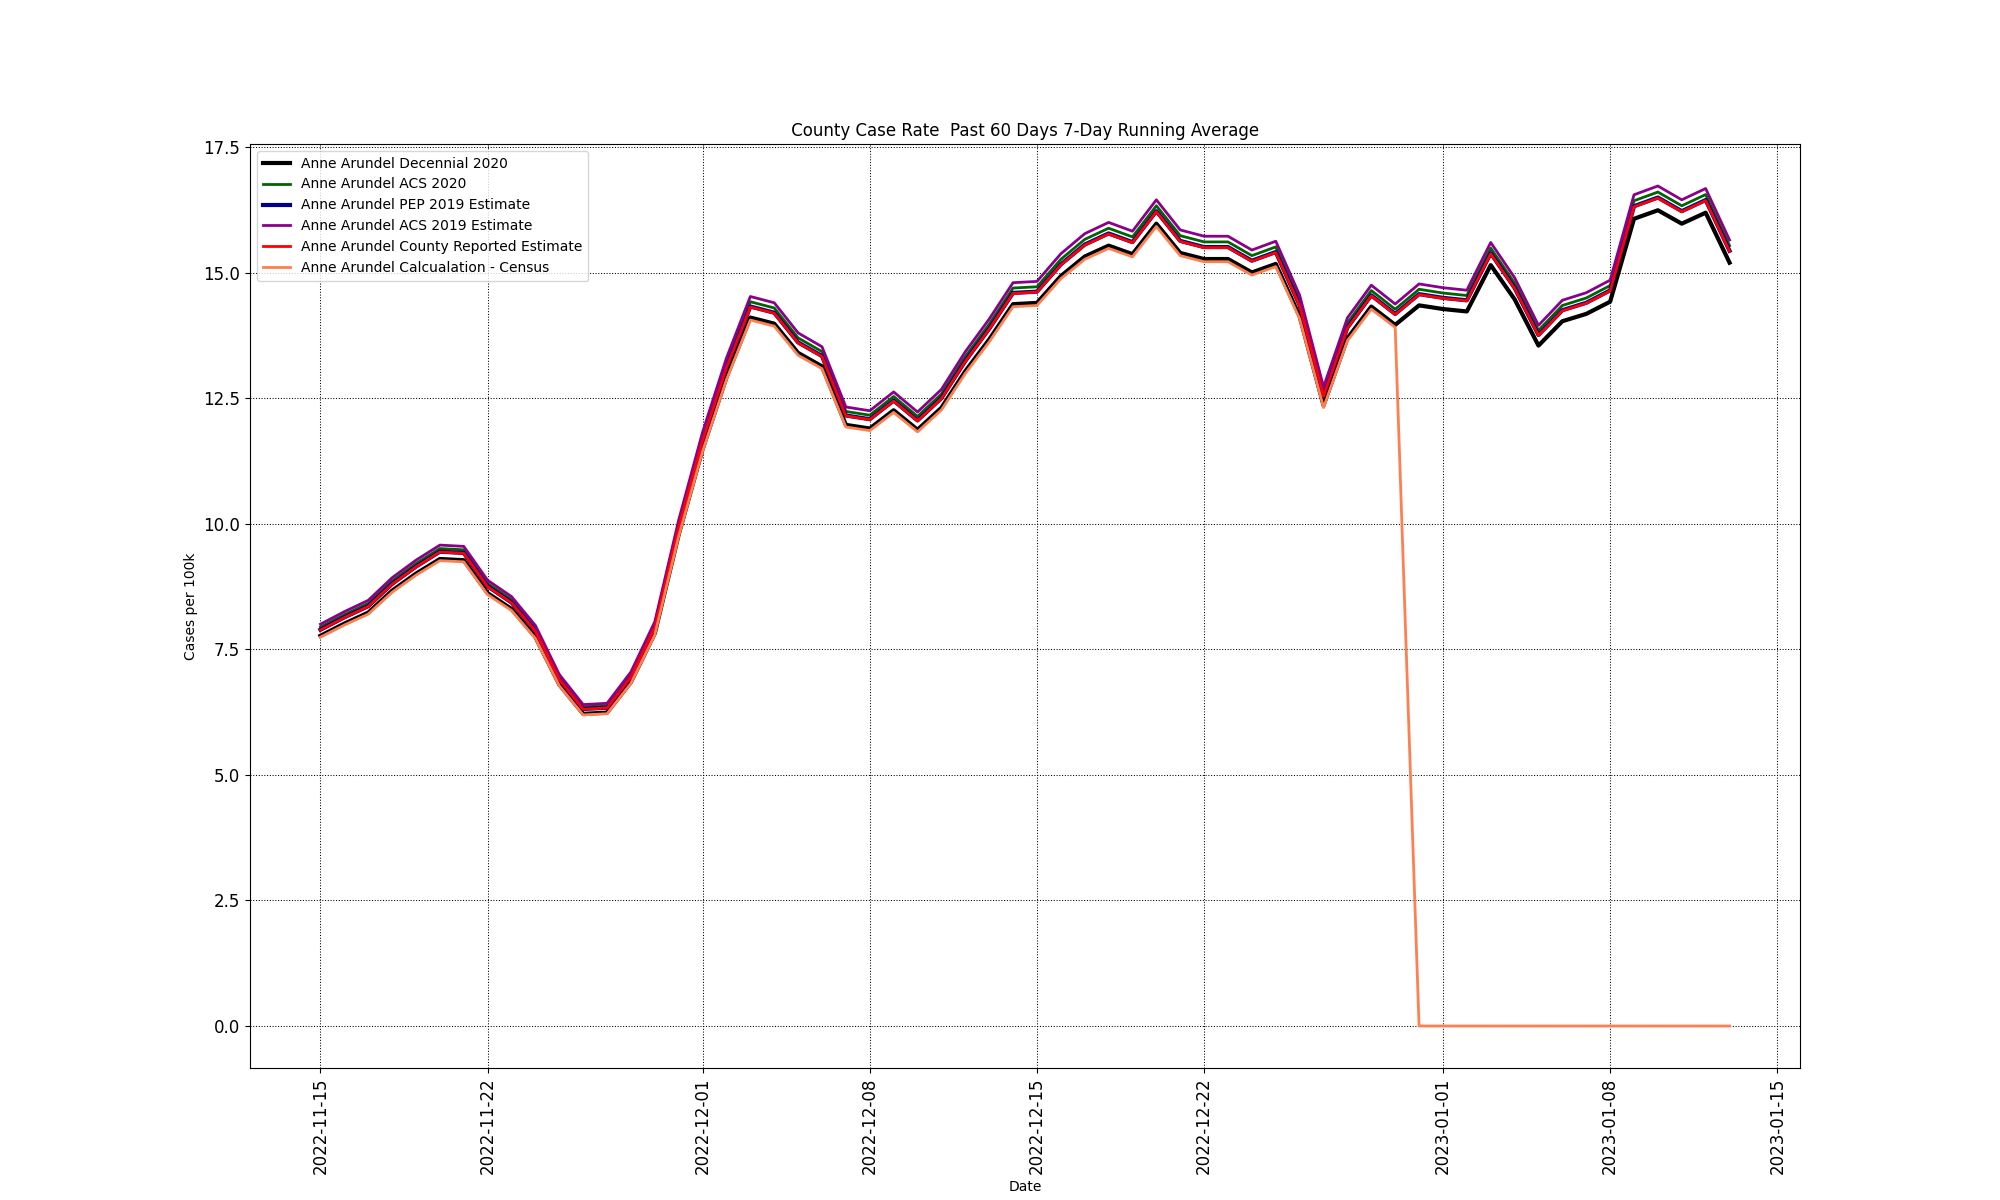 County Case Rate  Past 60 Days 7-Day Running Average
17.5
15.0
12.5
10.0
7.5
5.0
2.5
0.0
Cases per 100k
Anne Arundel Decennial 2020
Anne Arundel ACS 2020
Anne Arundel PEP 2019 Estimate
Anne Arundel ACS 2019 Estimate
Anne Arundel County Reported Estimate
Anne Arundel Calcualation - Census
2022-11-15
2022-11-22
2022-12-01
2022-12-08
2022-12-15
2022-12-22
2023-01-01
2023-01-08
2023-01-15
Date